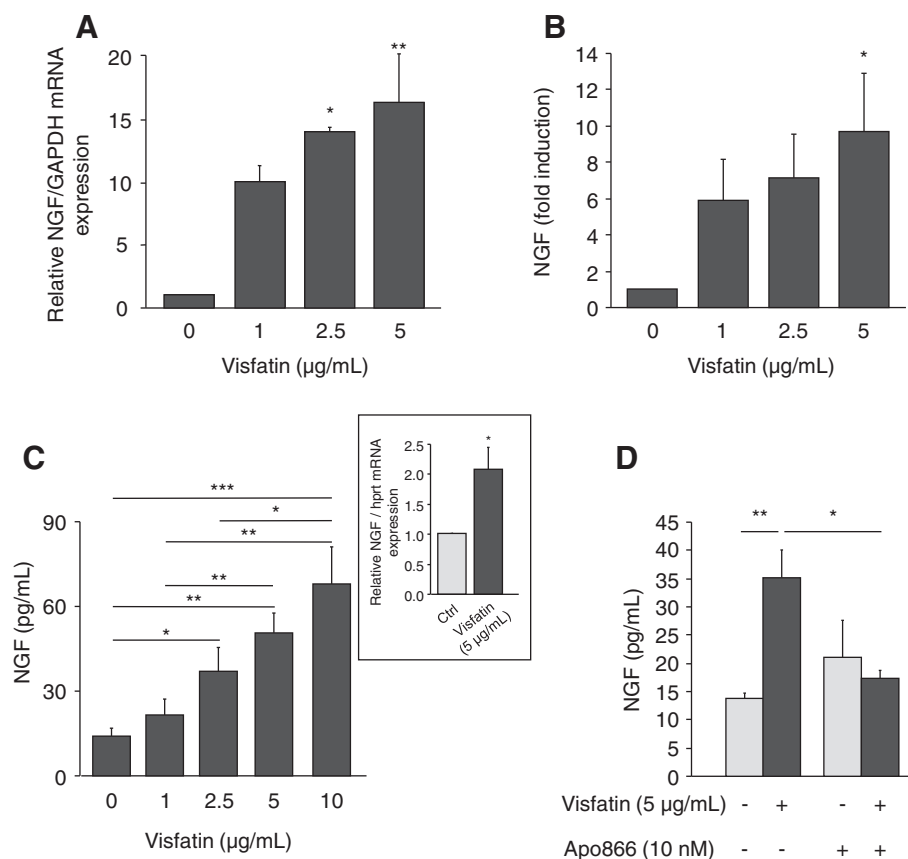 A
Relative NGF/GAPDH mRNA
expression
20
15
10
5
0
*
**
0 1 2.5 5
Visfatin (µg/mL)
B
NGF (fold induction)
14
12
10
8
6
4
2
0
*
0 1 2.5 5
Visfatin (µg/mL)
C
NGF (pg/mL)
90
60
30
0
***
*
**
**
**
*
0 1 2.5 5 10
Visfatin (µg/mL)
Relative NGF / hprt mRNA
expression
2.5
2.0
1.5
1.0
0.5
0.0
*
Ctrl
Visfatin
(5 µg/mL)
D
NGF (pg/mL)
45
40
35
30
25
20
15
10
5
0
** *
Visfatin (5 µg/mL) - + - +
Apo866 (10 nM) - - + +